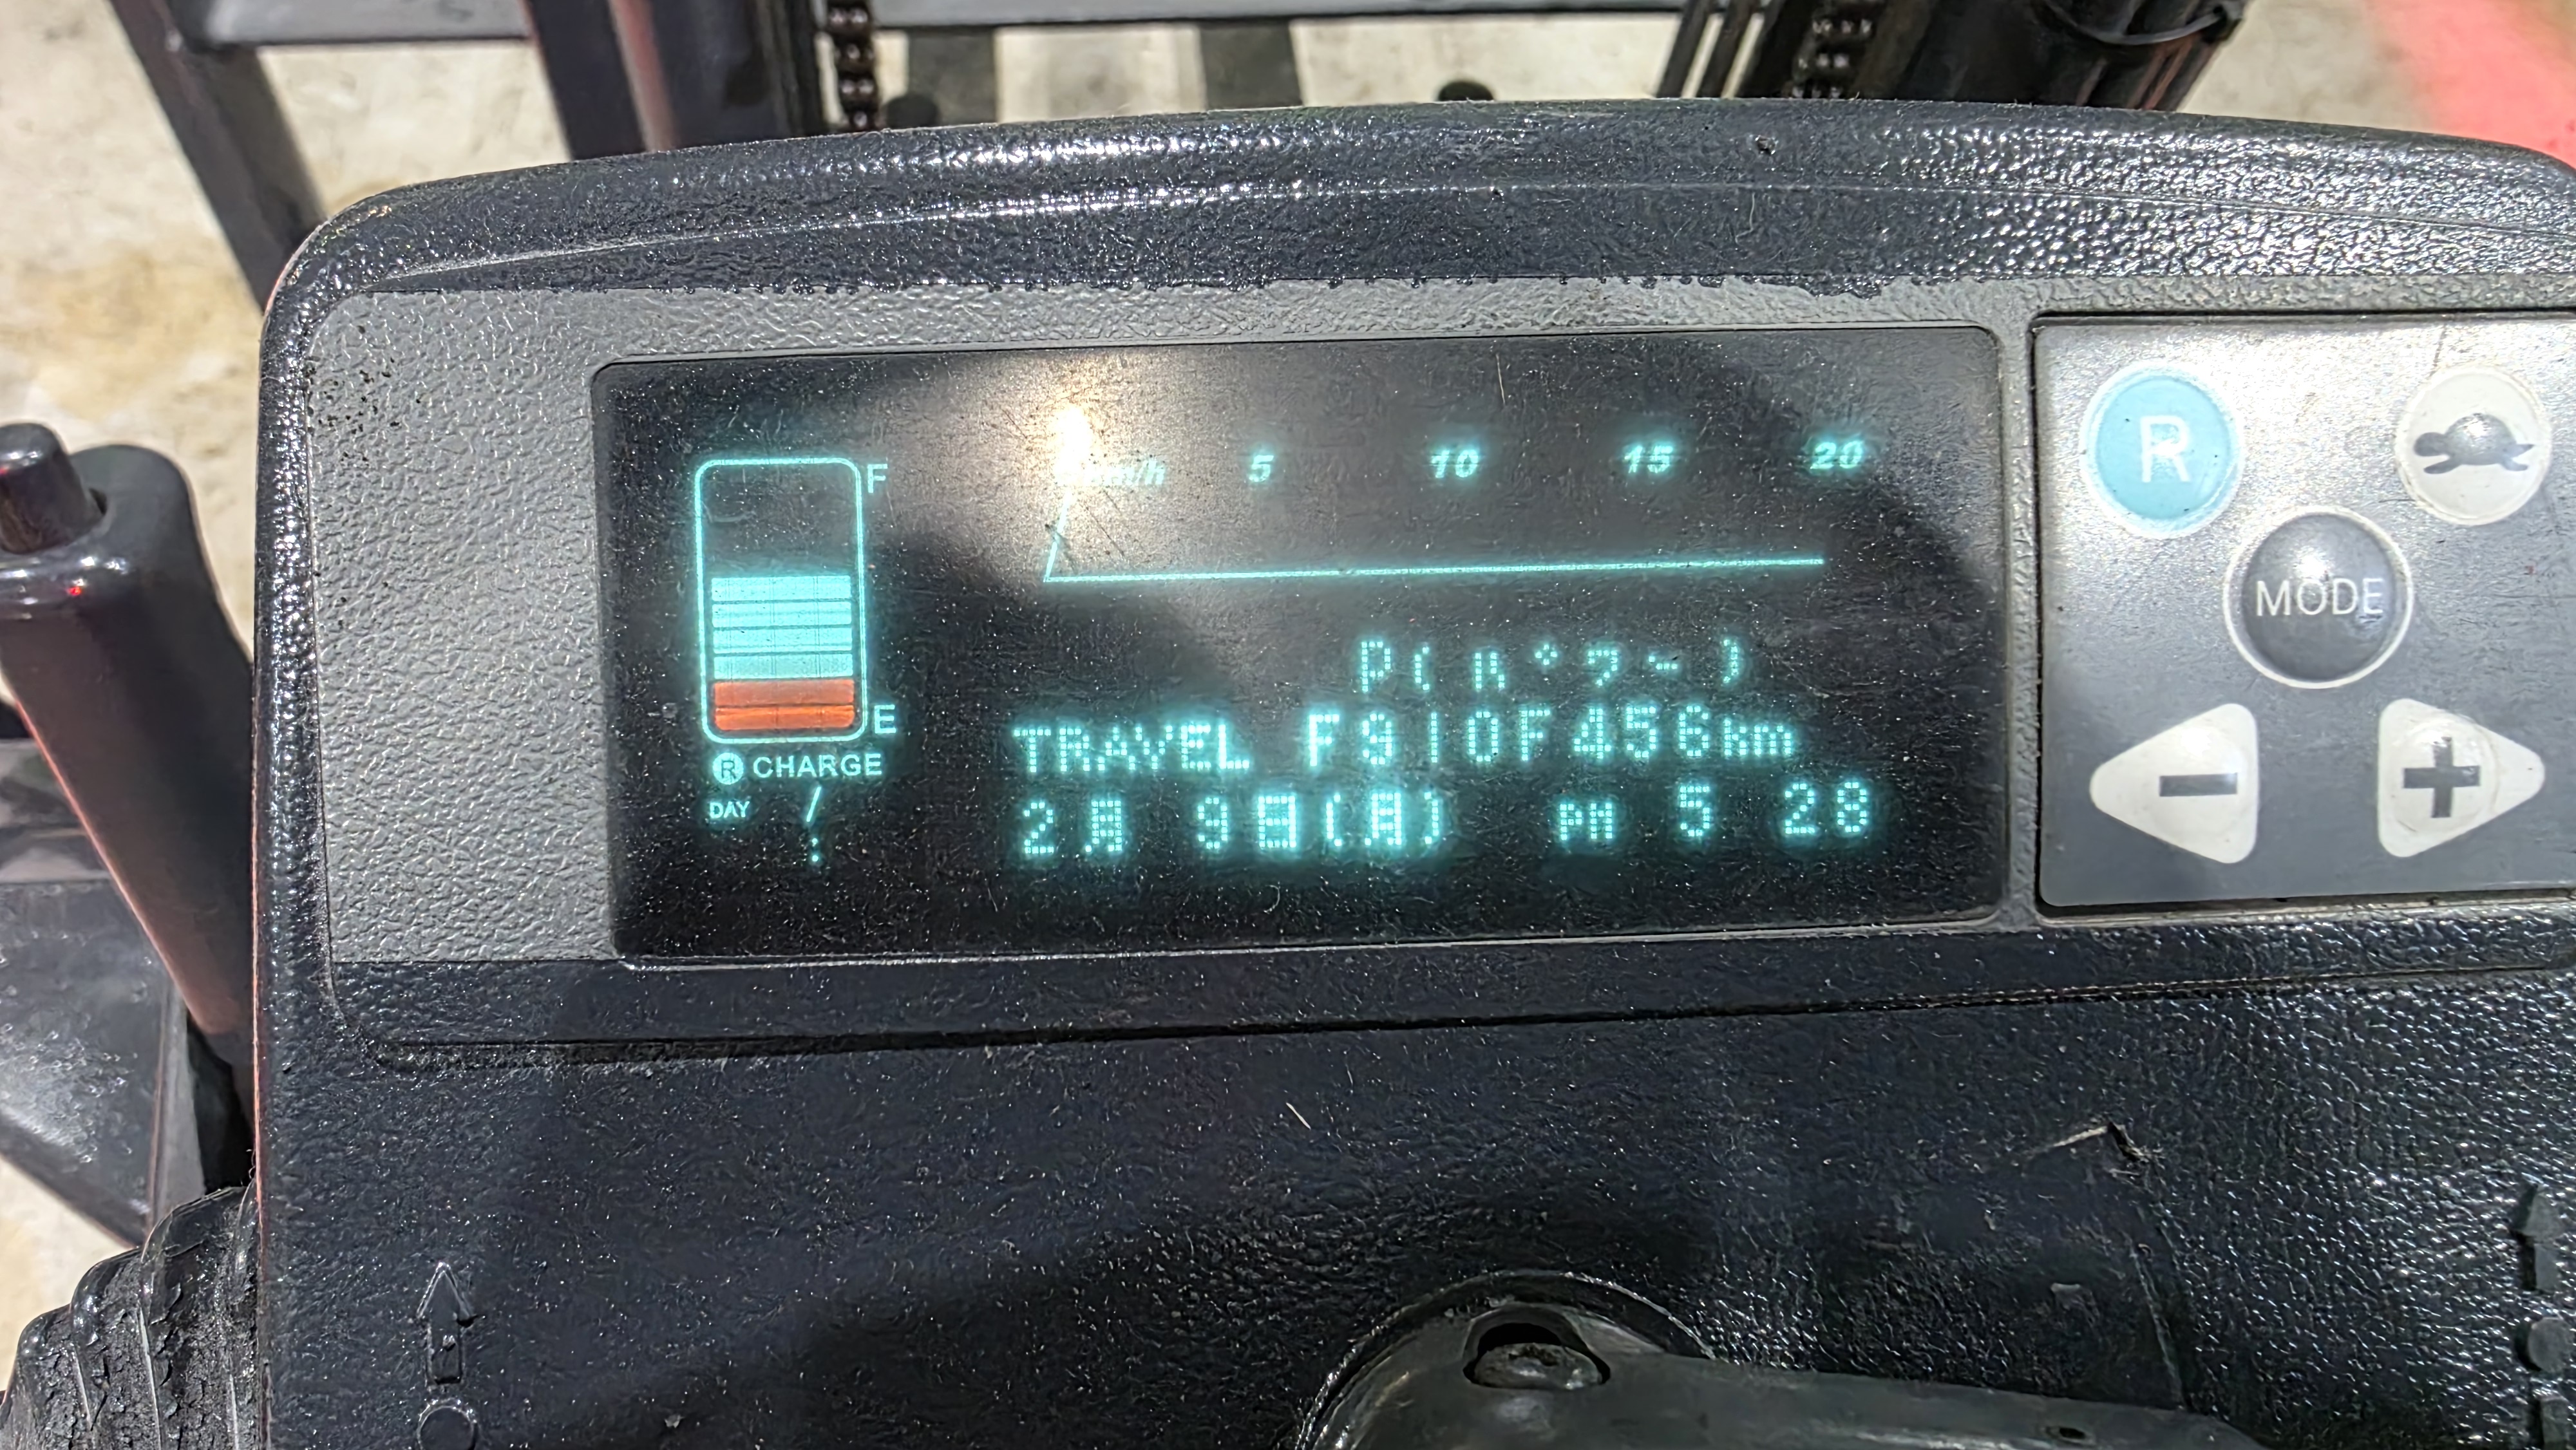 F
E
Ⓡ CHARGE
DAY / :
km/h 5 10 15 20
P(ﾊﾟﾜｰ)
TRAVEL F910F456km
2月 9日(月) PM 5 28
R
MODE
-
+